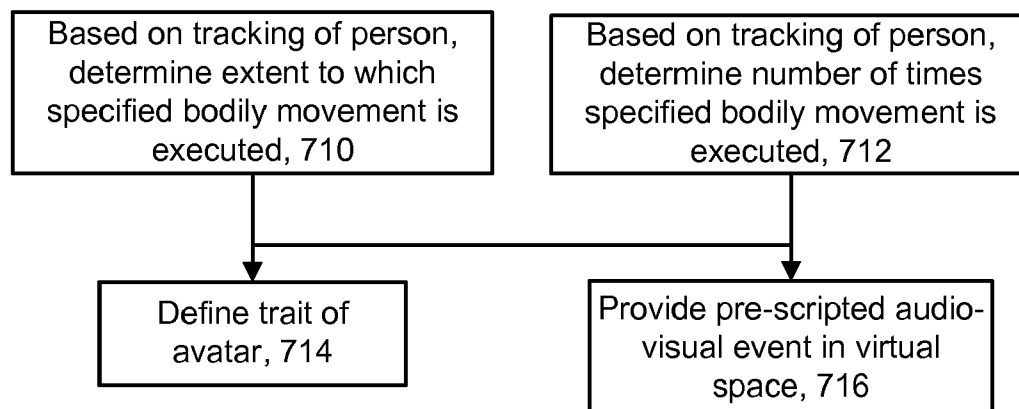 Based on tracking of person,
determine extent to which
specified bodily movement is
executed, 710
Based on tracking of person,
determine number of times
specified bodily movement is
executed, 712
Define trait of
avatar, 714
Provide pre-scripted audio-
visual event in virtual
space, 716